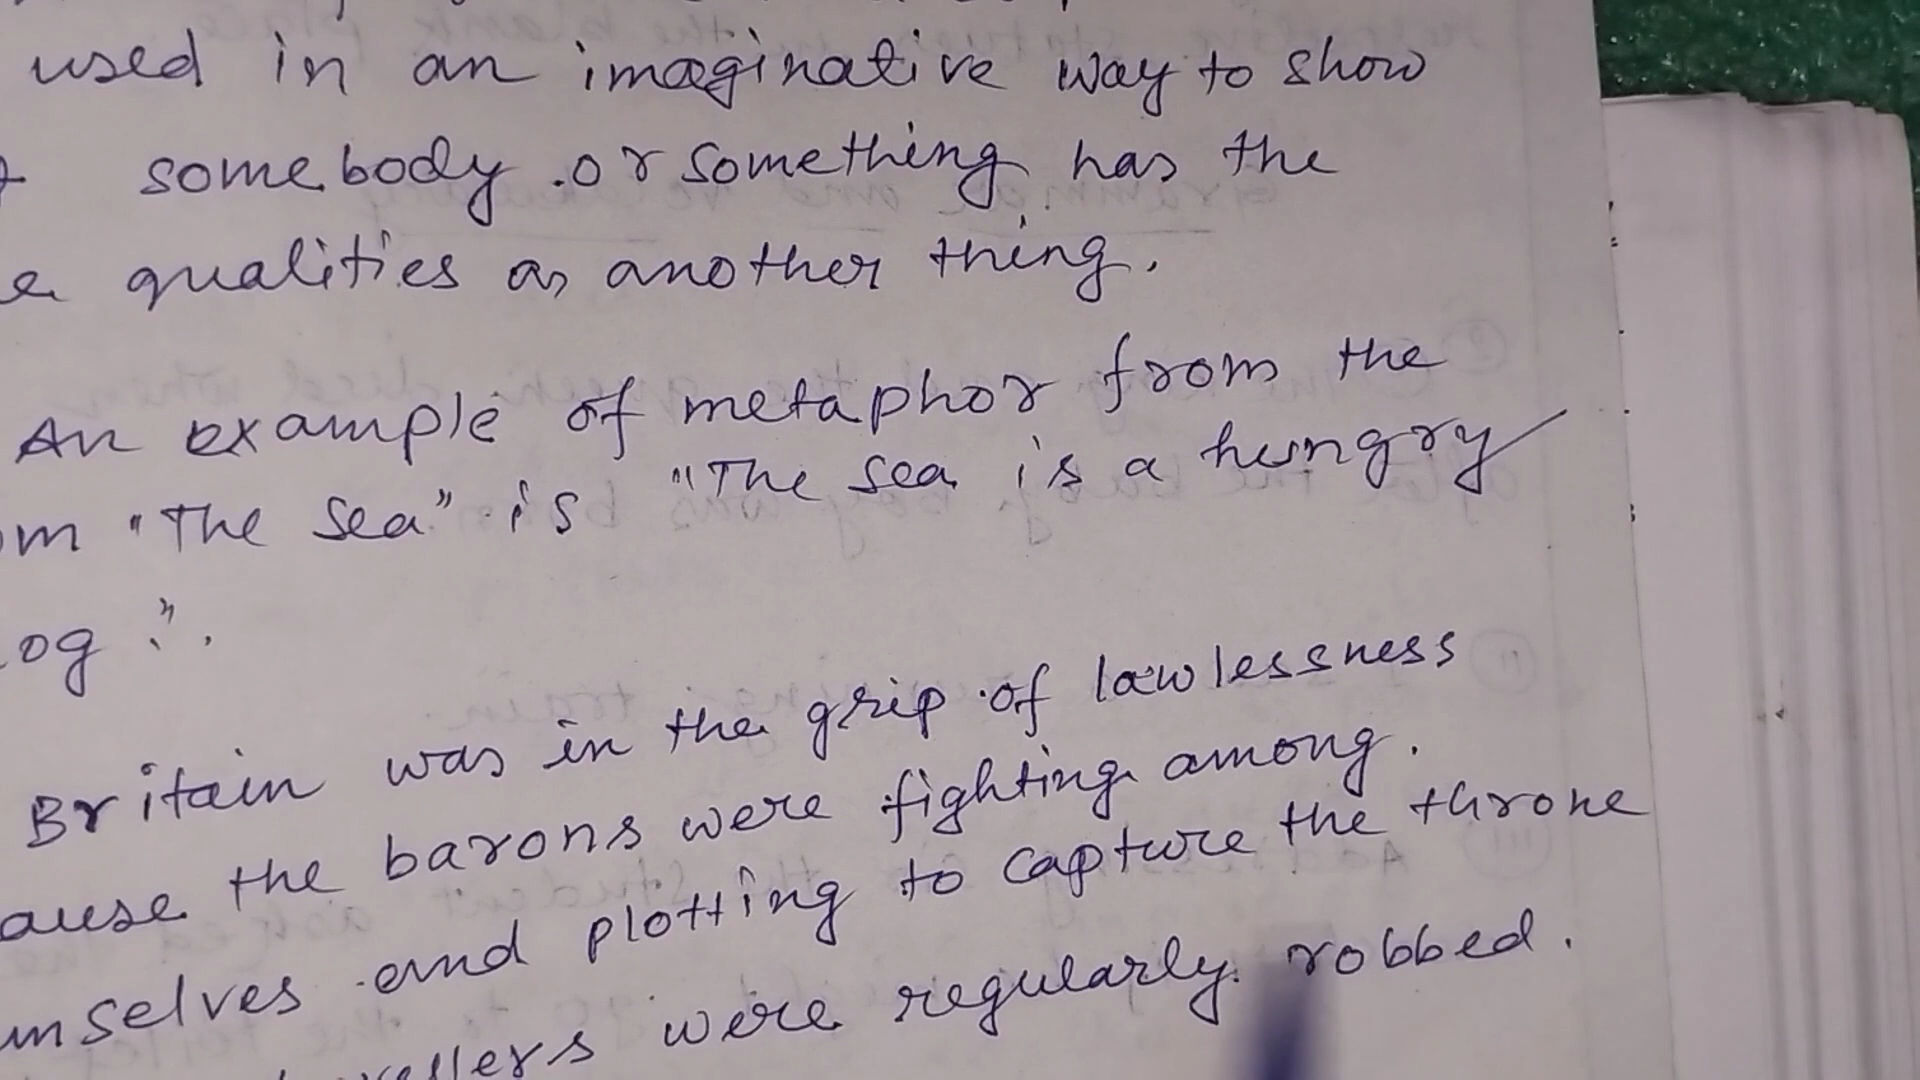 used in an imaginative way to show
somebody or something has the
qualities as another thing.
An example of metaphor from the
"The Sea" is "The sea is a hungry
og".
Britain was in the grip of lawlessness
ause the barons were fighting among
mselves and plotting to capture the throne
were regularly robbed.